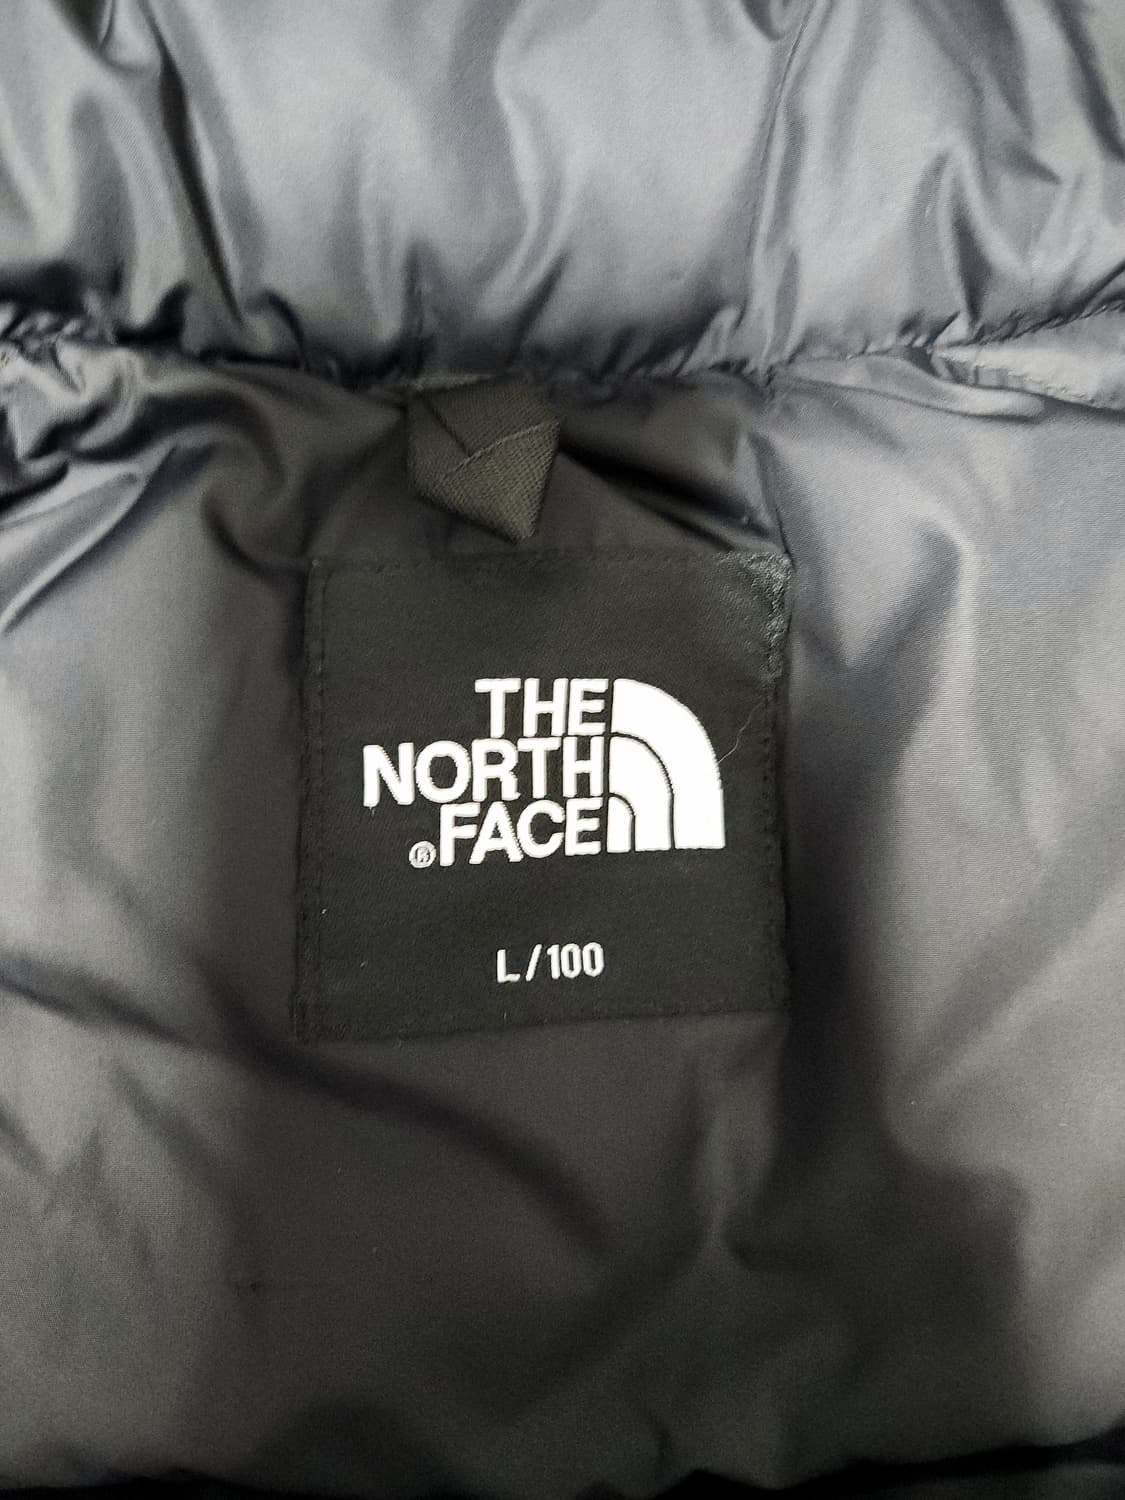 THE
NORTH
® FACE
L/100